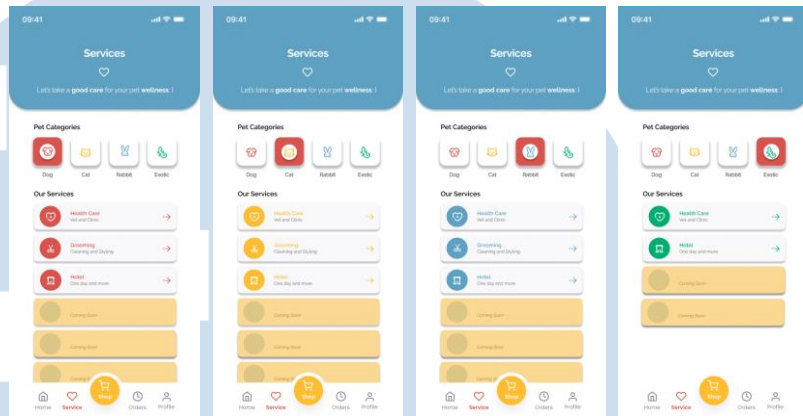 09:41
Services
Let's take a good care for your pet wellness :)
Pet Categories
Dog Cat Rabbit Exotic
Our Services
Health Care
Vet and Clinic
Grooming
Cleaning and Styling
Hotel
One day and more
Coming Soon
Coming Soon
Coming Soon
Home Service Shop Orders Profile
09:41
Services
Let's take a good care for your pet wellness :)
Pet Categories
Dog Cat Rabbit Exotic
Our Services
Health Care
Vet and Clinic
Grooming
Cleaning and Styling
Hotel
One day and more
Coming Soon
Coming Soon
Coming Soon
Home Service Shop Orders Profile
09:41
Services
Let's take a good care for your pet wellness :)
Pet Categories
Dog Cat Rabbit Exotic
Our Services
Health Care
Vet and Clinic
Grooming
Cleaning and Styling
Hotel
One day and more
Coming Soon
Coming Soon
Coming Soon
Home Service Shop Orders Profile
09:41
Services
Let's take a good care for your pet wellness :)
Pet Categories
Dog Cat Rabbit Exotic
Our Services
Health Care
Vet and Clinic
Hotel
One day and more
Coming Soon
Coming Soon
Home Service Shop Orders Profile